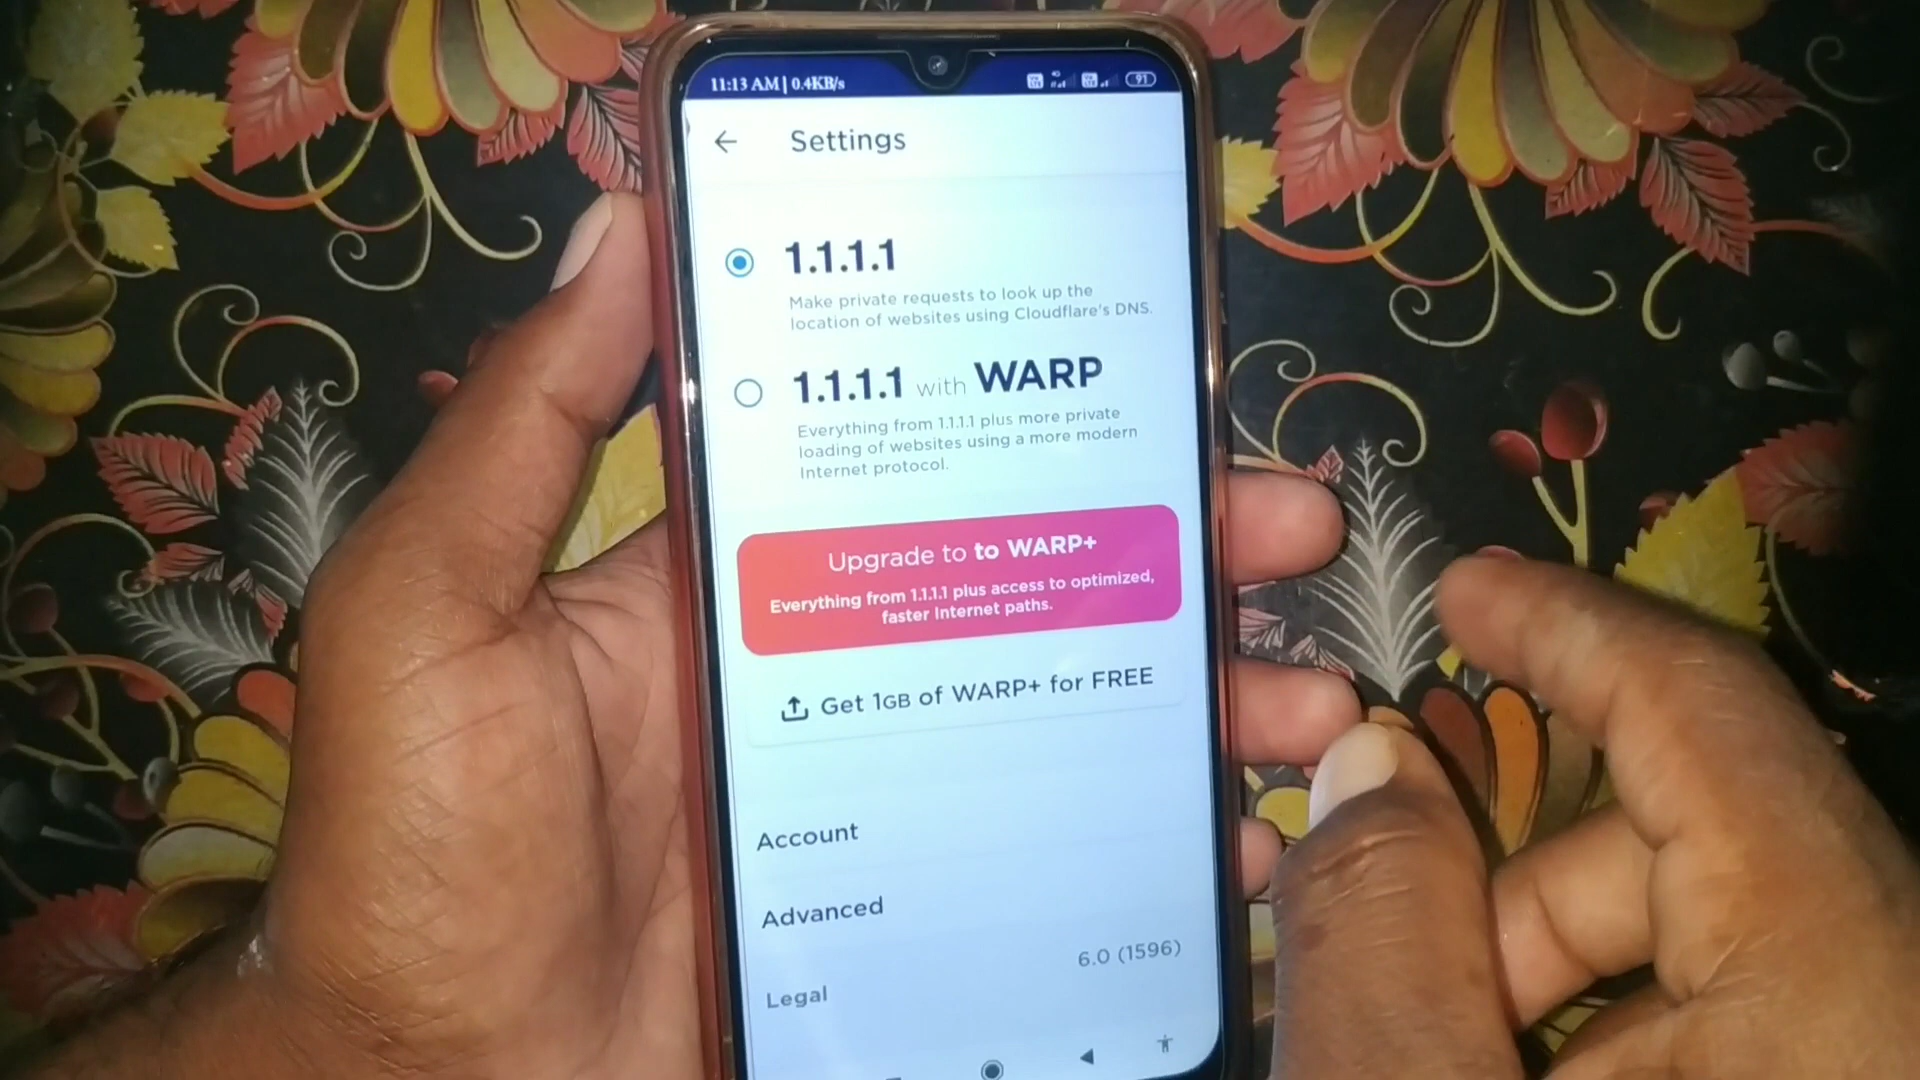 11:13 AM | 0.4KB/s
91
Settings
1.1.1.1
Make private requests to look up the
location of websites using Cloudflare's DNS.
1.1.1.1 with WARP
Everything from 1.1.1.1 plus more private
loading of websites using a more modern
Internet protocol.
Upgrade to to WARP+
Everything from 1.1.1.1 plus access to optimized,
faster Internet paths.
Get 1GB of WARP+ for FREE
Account
Advanced
6.0 (1596)
Legal